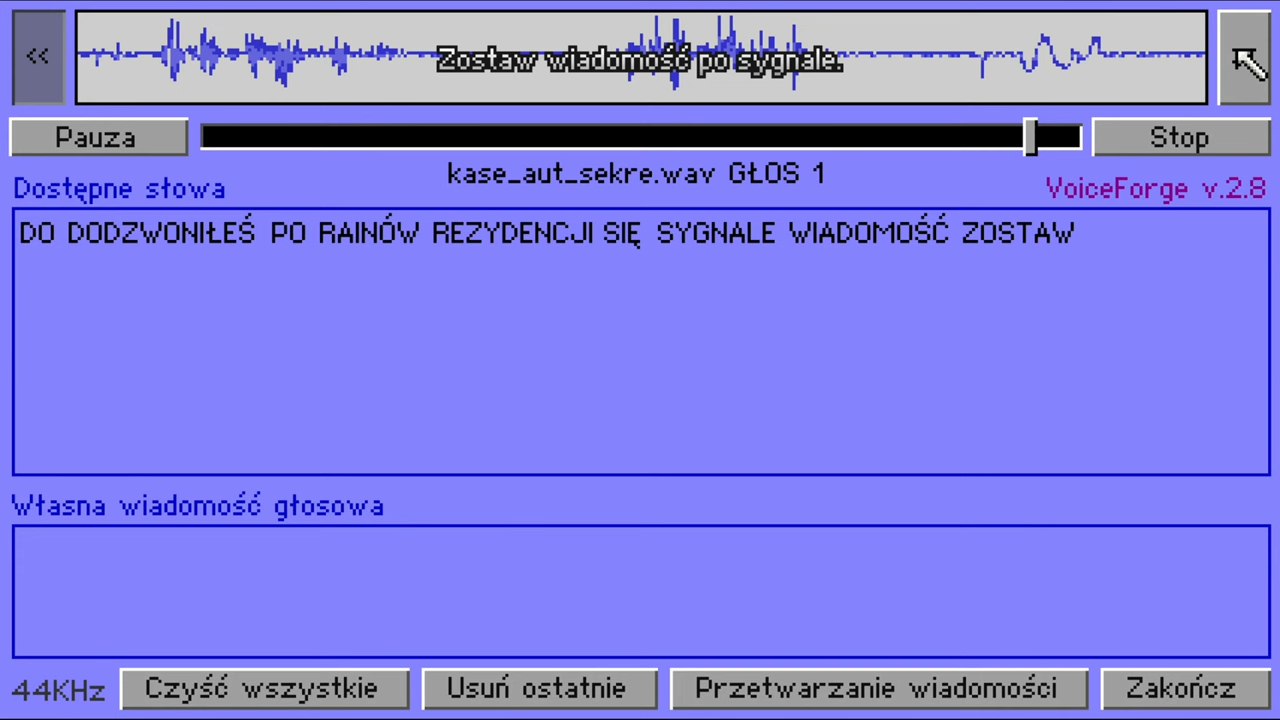 <<
Zostaw wiadomość po sygnale.
Pauza
Stop
kase_aut_sekre.wav GŁOS 1
Dostępne słowa
VoiceForge v.2.8
DO DODZWONIŁEŚ PO RAINÓW REZYDENCJI SIĘ SYGNALE WIADOMOŚĆ ZOSTAW
Własna wiadomość głosowa
44KHz
Czyść wszystkie
Usuń ostatnie
Przetwarzanie wiadomości
Zakończ